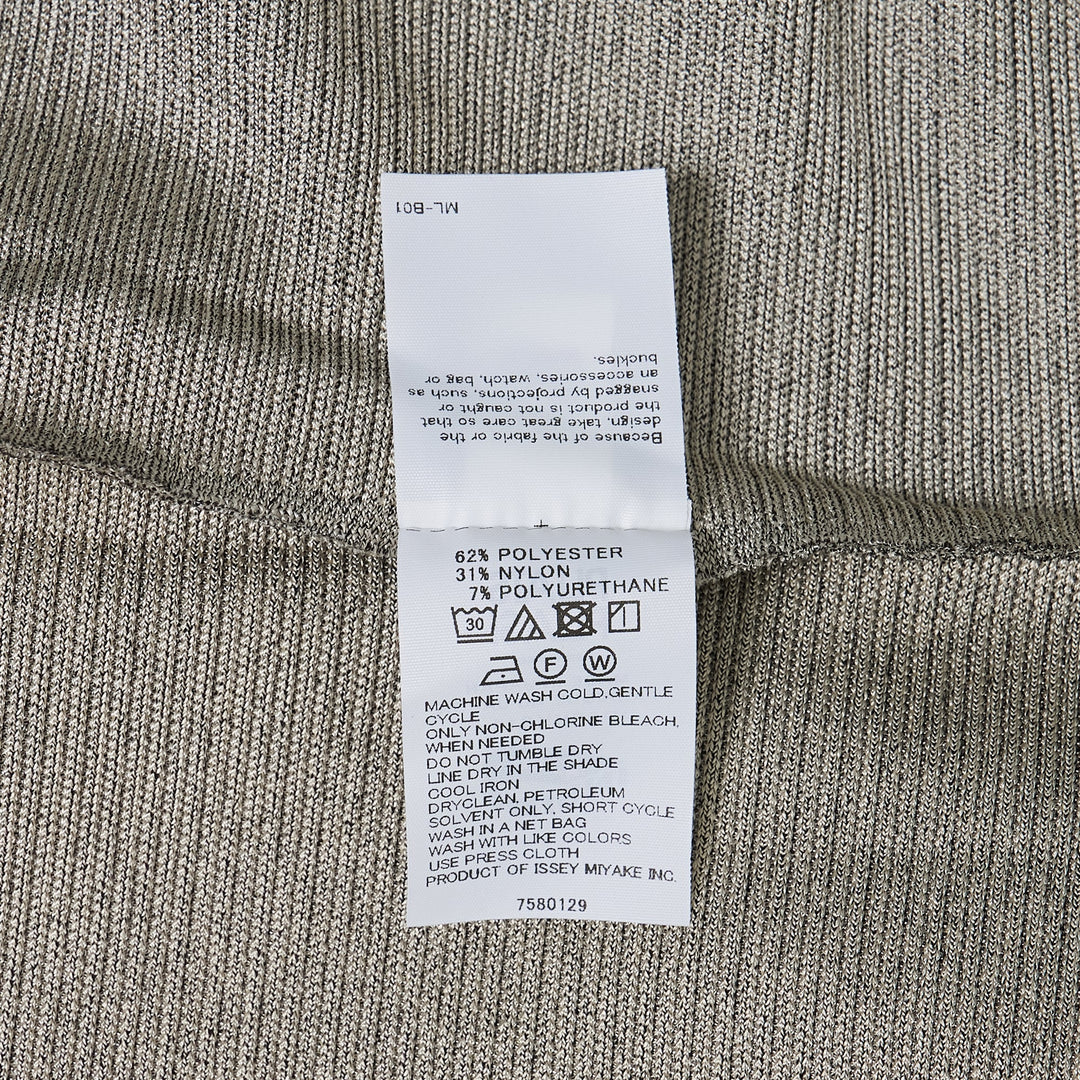 ML-B01
Because of the fabric or the
design, take great care so that
the product is not caught or
snagged by projections, such as
an accessories, watch, bag or
buckles.
62% POLYESTER
31% NYLON
7% POLYURETHANE
30
F W
MACHINE WASH COLD,GENTLE
CYCLE
ONLY NON-CHLORINE BLEACH,
WHEN NEEDED
DO NOT TUMBLE DRY
LINE DRY IN THE SHADE
COOL IRON
DRYCLEAN, PETROLEUM
SOLVENT ONLY, SHORT CYCLE
WASH IN A NET BAG
WASH WITH LIKE COLORS
USE PRESS CLOTH
PRODUCT OF ISSEY MIYAKE INC.
7580129